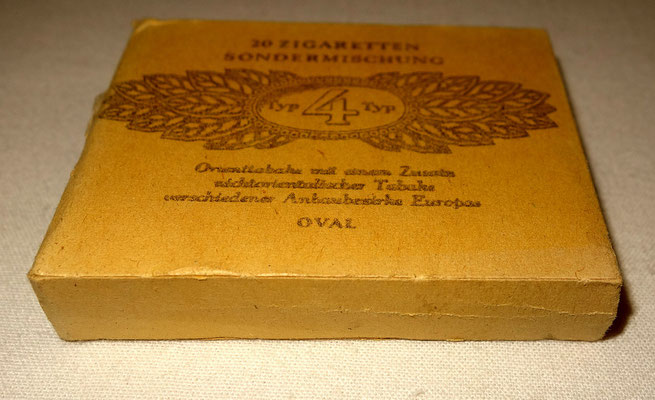 20 ZIGARETTEN
SONDERMISCHUNG
Typ 4 Typ
Orienttabake mit einem Zusatz
nichtorientalischer Tabake
verschiedener Anbaubezirke Europas
OVAL